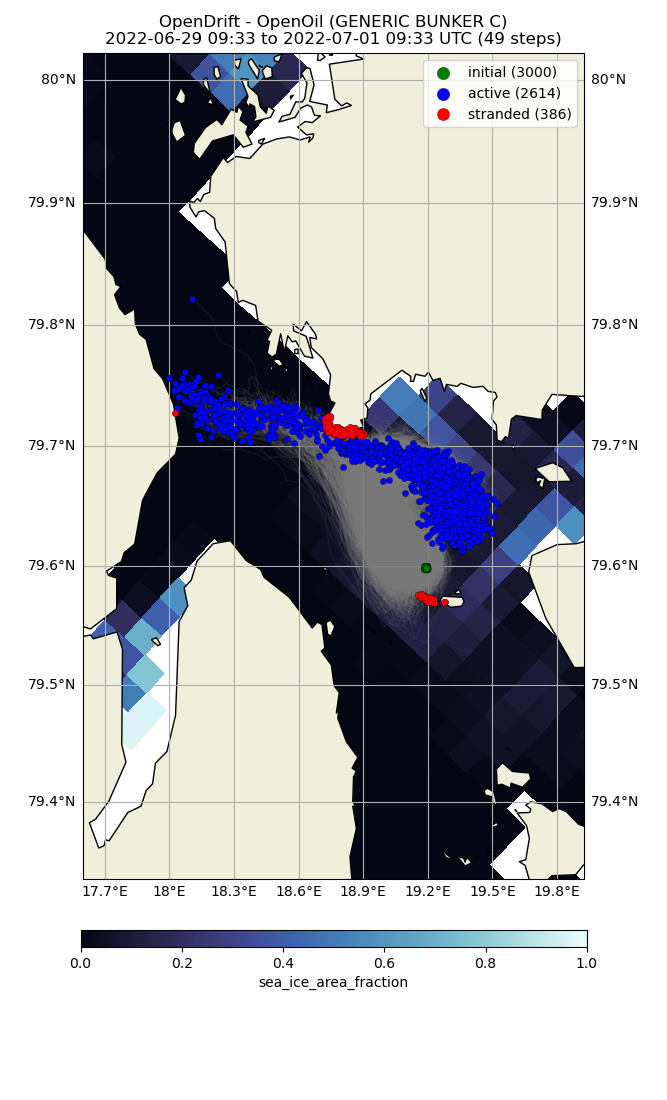 OpenDrift - OpenOil (GENERIC BUNKER C)
2022-06-29 09:33 to 2022-07-01 09:33 UTC (49 steps)
initial (3000)
active (2614)
stranded (386)
80°N 80°N
79.9°N 79.9°N
79.8°N 79.8°N
79.7°N 79.7°N
79.6°N 79.6°N
79.5°N 79.5°N
79.4°N 79.4°N
17.7°E 18°E 18.3°E 18.6°E 18.9°E 19.2°E 19.5°E 19.8°E
0.0 0.2 0.4 0.6 0.8 1.0
sea_ice_area_fraction